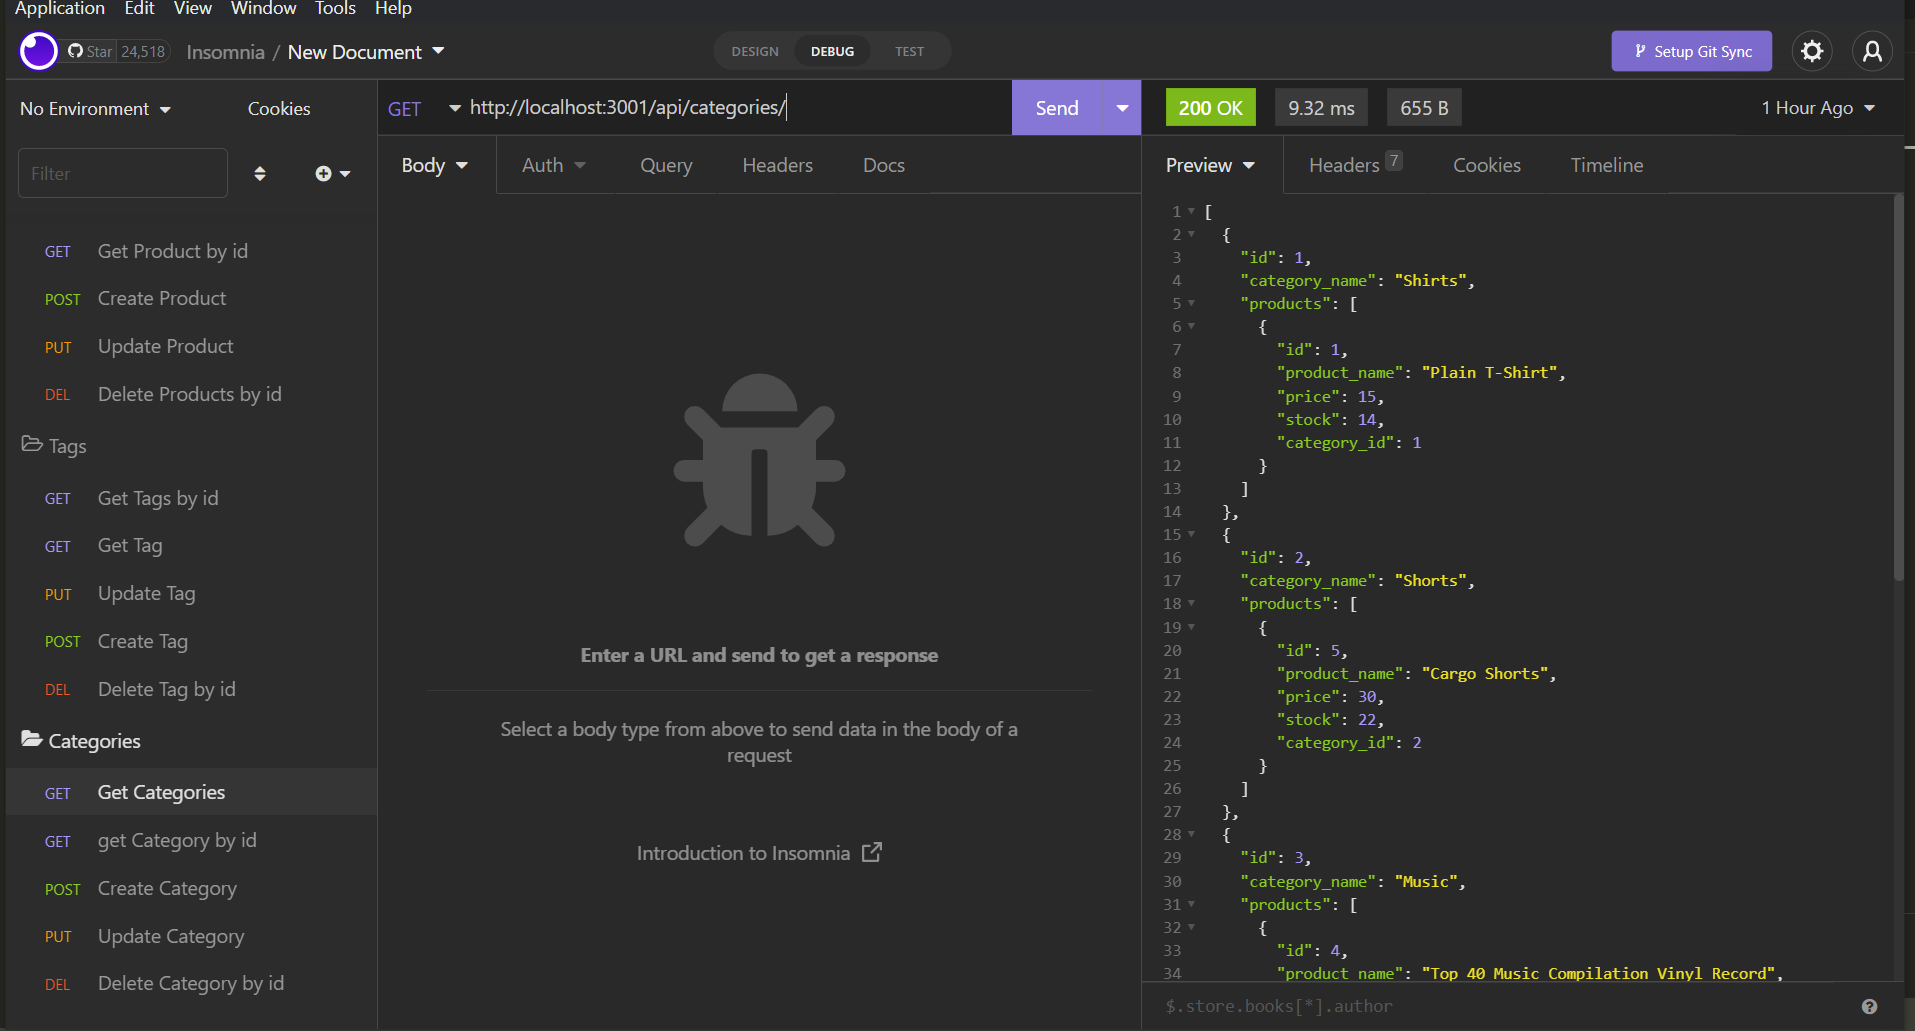 Application Edit View Window Tools Help
Star 24,518 Insomnia / New Document DESIGN DEBUG TEST Setup Git Sync
No Environment Cookies
GET http://localhost:3001/api/categories/ Send
200 OK 9.32 ms 655 B 1 Hour Ago
Filter
Body Auth Query Headers Docs
Preview Headers 7 Cookies Timeline
GET Get Product by id
POST Create Product
PUT Update Product
DEL Delete Products by id
Tags
GET Get Tags by id
GET Get Tag
PUT Update Tag
POST Create Tag
DEL Delete Tag by id
Categories
GET Get Categories
GET get Category by id
POST Create Category
PUT Update Category
DEL Delete Category by id
Enter a URL and send to get a response
Select a body type from above to send data in the body of a
request
Introduction to Insomnia
1 [
2 {
3 "id": 1,
4 "category_name": "Shirts",
5 "products": [
6 {
7 "id": 1,
8 "product_name": "Plain T-Shirt",
9 "price": 15,
10 "stock": 14,
11 "category_id": 1
12 }
13 ]
14 },
15 {
16 "id": 2,
17 "category_name": "Shorts",
18 "products": [
19 {
20 "id": 5,
21 "product_name": "Cargo Shorts",
22 "price": 30,
23 "stock": 22,
24 "category_id": 2
25 }
26 ]
27 },
28 {
29 "id": 3,
30 "category_name": "Music",
31 "products": [
32 {
33 "id": 4,
34 "product_name": "Top 40 Music Compilation Vinyl Record",
$.store.books[*].author